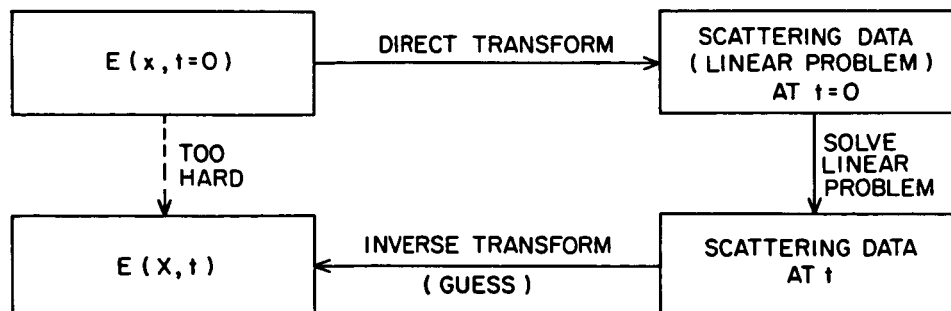 E(x, t=0)
DIRECT TRANSFORM
SCATTERING DATA
(LINEAR PROBLEM)
AT t=0
TOO
HARD
SOLVE
LINEAR
PROBLEM
E(X, t)
INVERSE TRANSFORM
(GUESS)
SCATTERING DATA
AT t